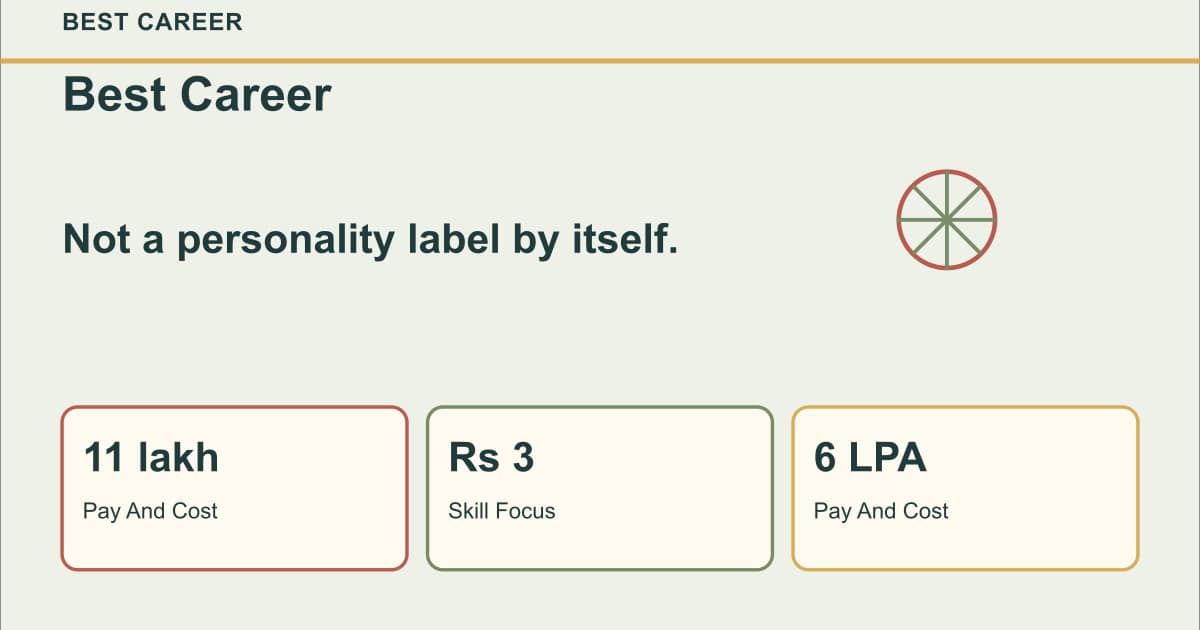 BEST CAREER
Best Career
Not a personality label by itself.
11 lakh
Pay And Cost
Rs 3
Skill Focus
6 LPA
Pay And Cost